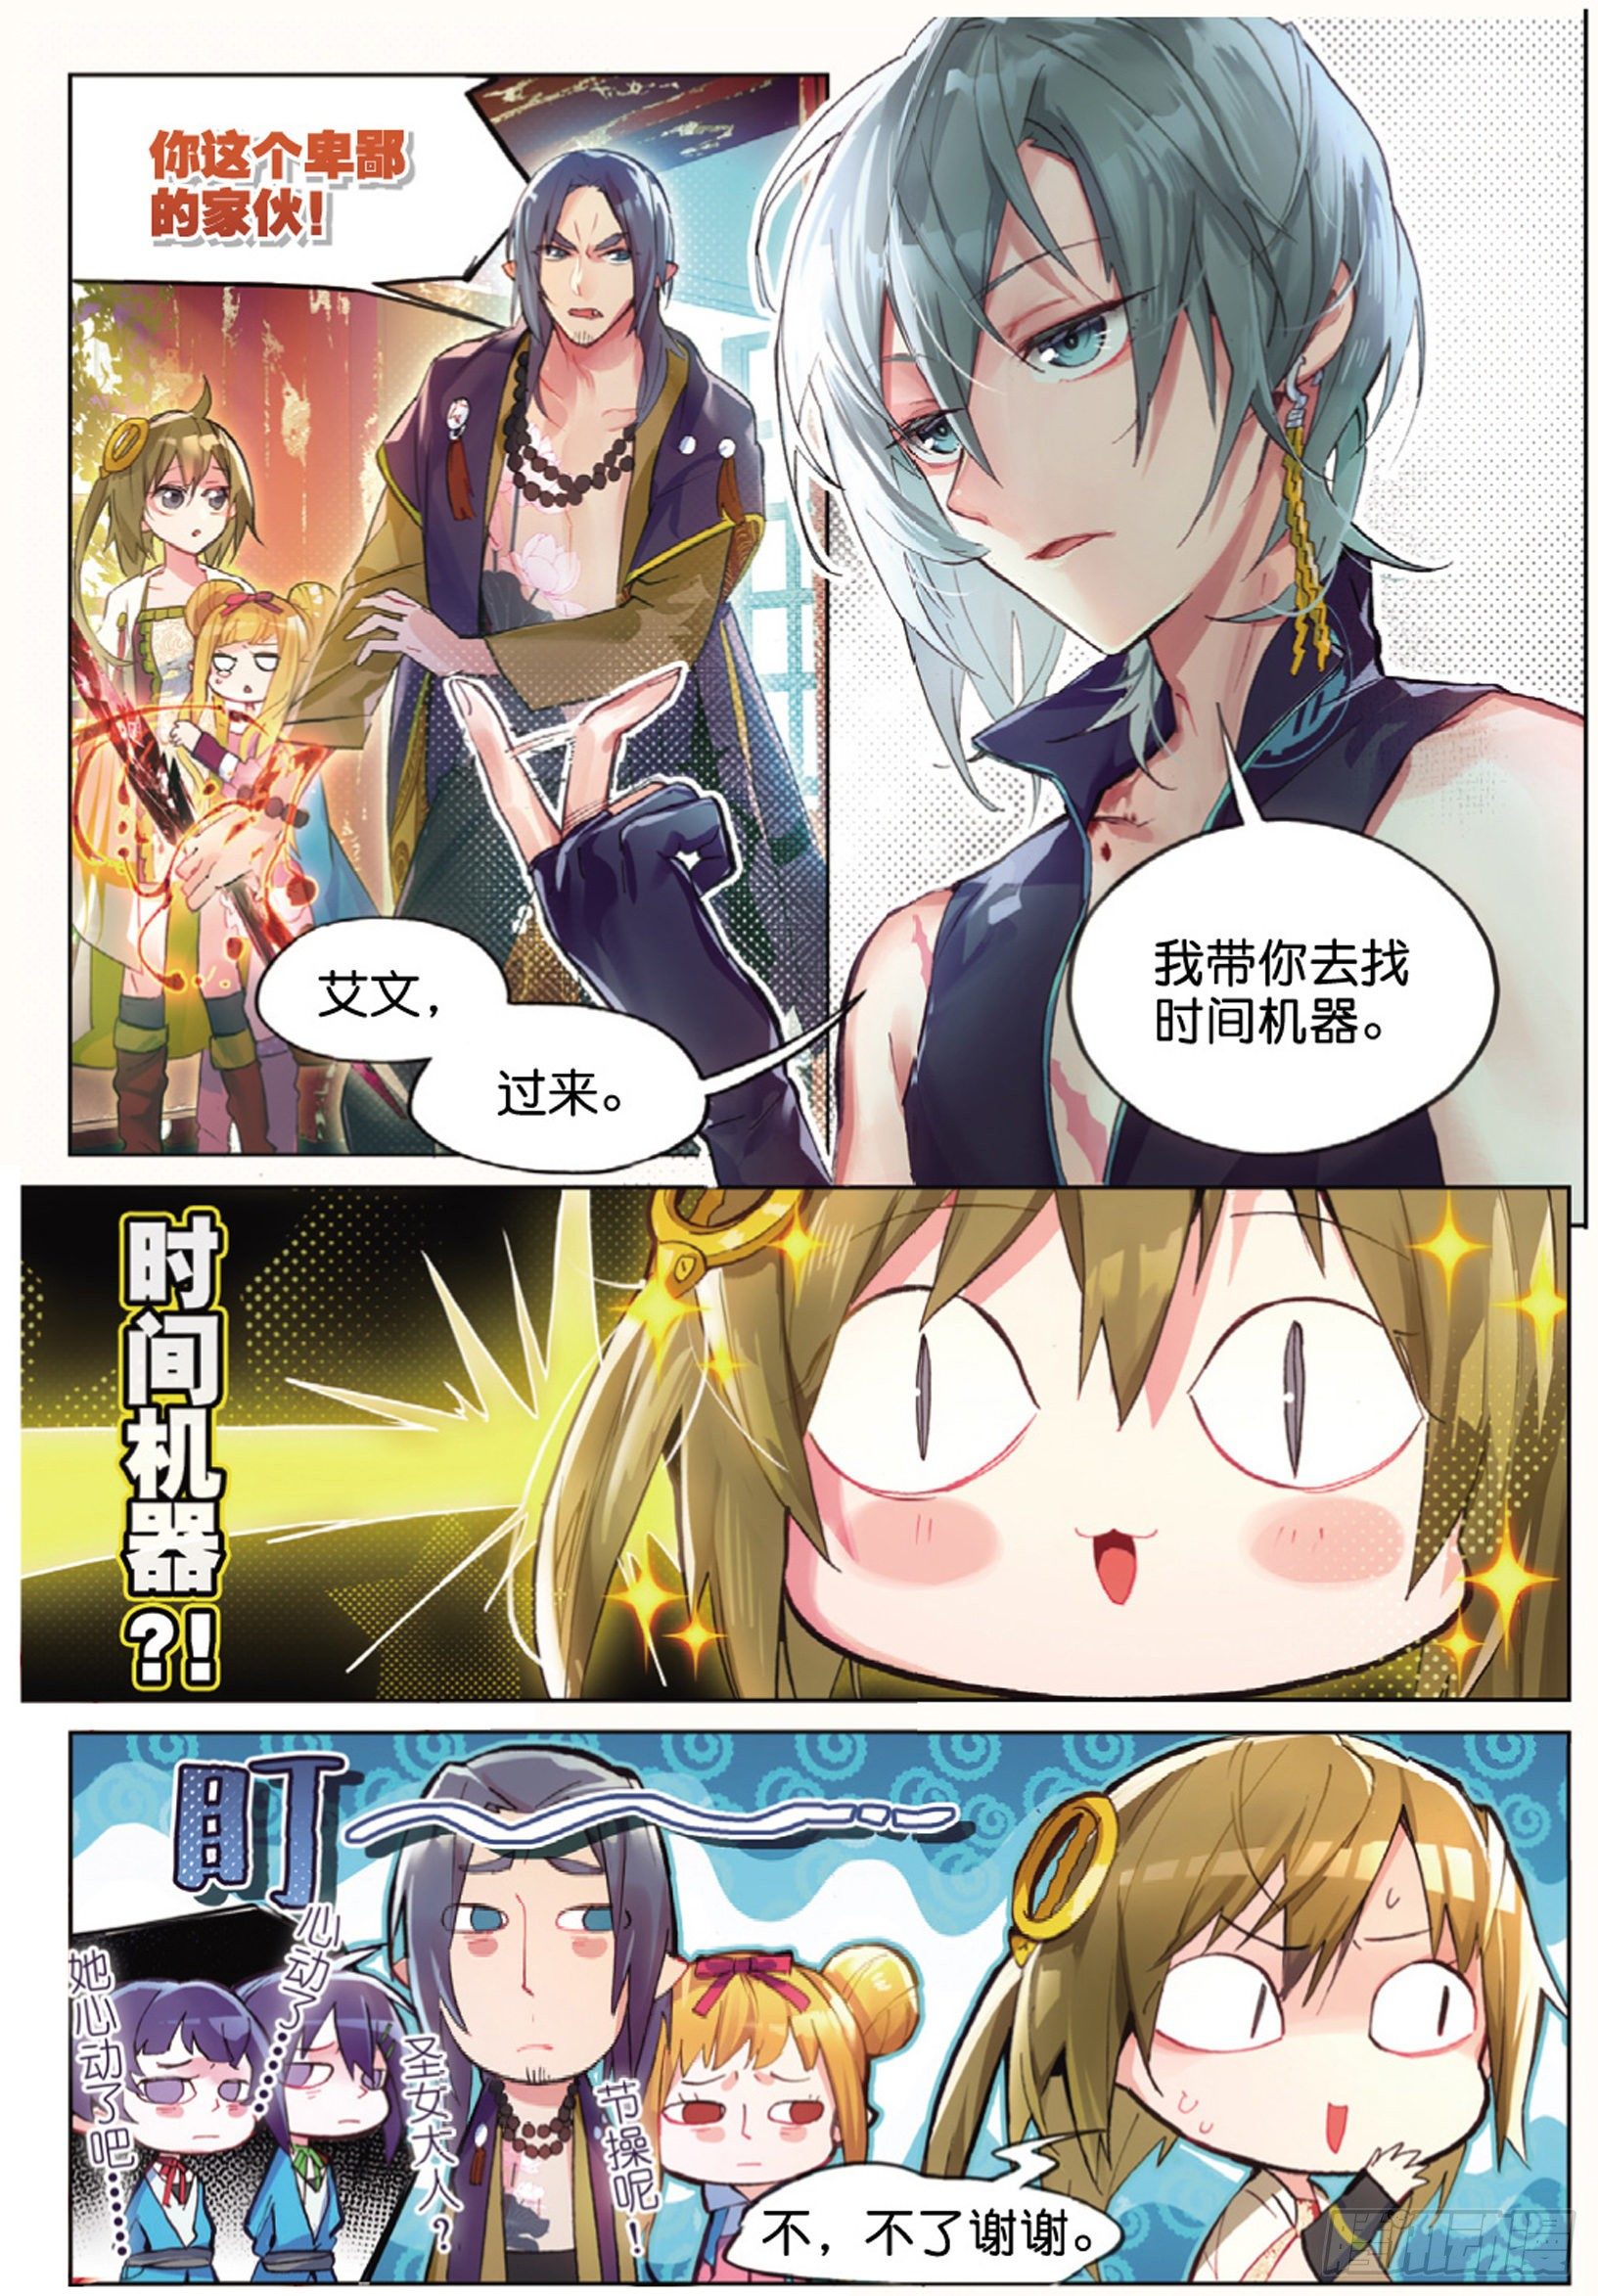 你这个卑鄙
的家伙！
艾文，
过来。
我带你去找
时间机器。
时间机器?!
盯
她心动了吧……
心动了……
圣女大人？
节操呢！
不，不了谢谢。